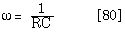 ω = 1/RC [80]